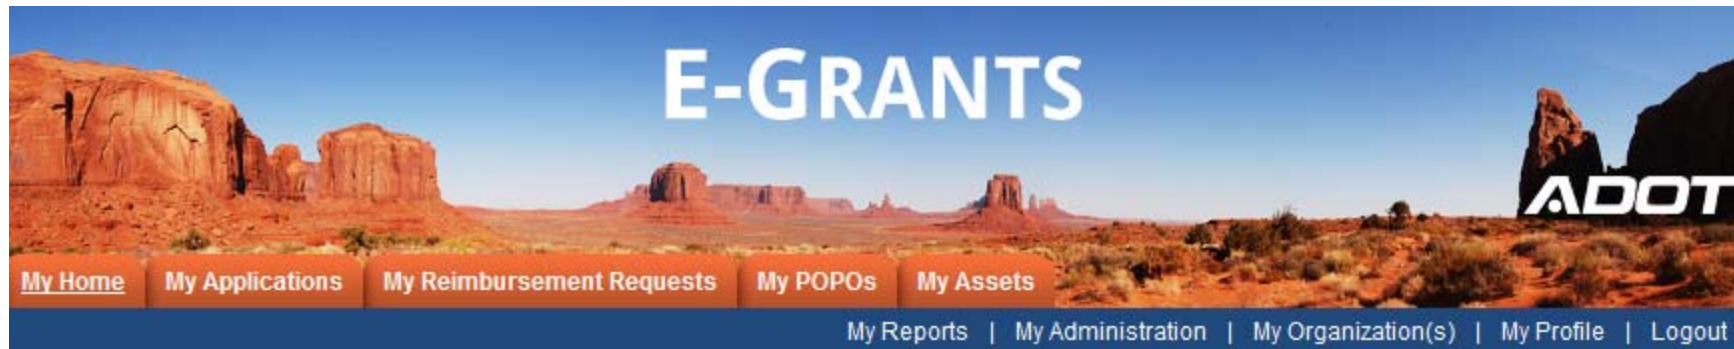 E-GRANTS
ADOT
My Home My Applications My Reimbursement Requests My POPOs My Assets
My Reports | My Administration | My Organization(s) | My Profile | Logout